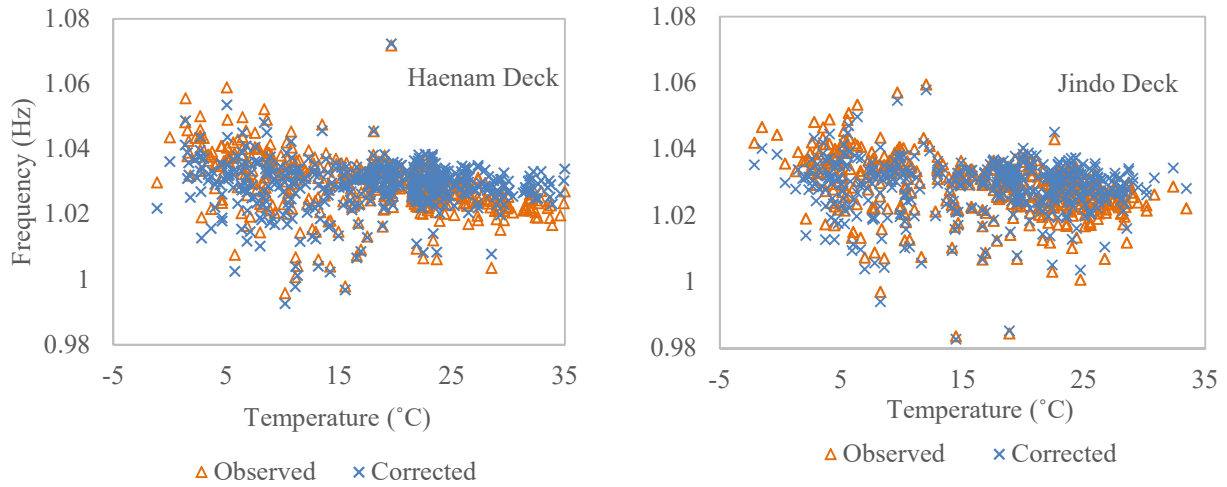 1.08
1.06
1.04
1.02
1
0.98
Frequency (Hz)
Haenam Deck
-5
5
15
25
35
Temperature (˚C)
Observed
Corrected
1.08
1.06
1.04
1.02
1
0.98
Jindo Deck
-5
5
15
25
35
Temperature (˚C)
Observed
Corrected